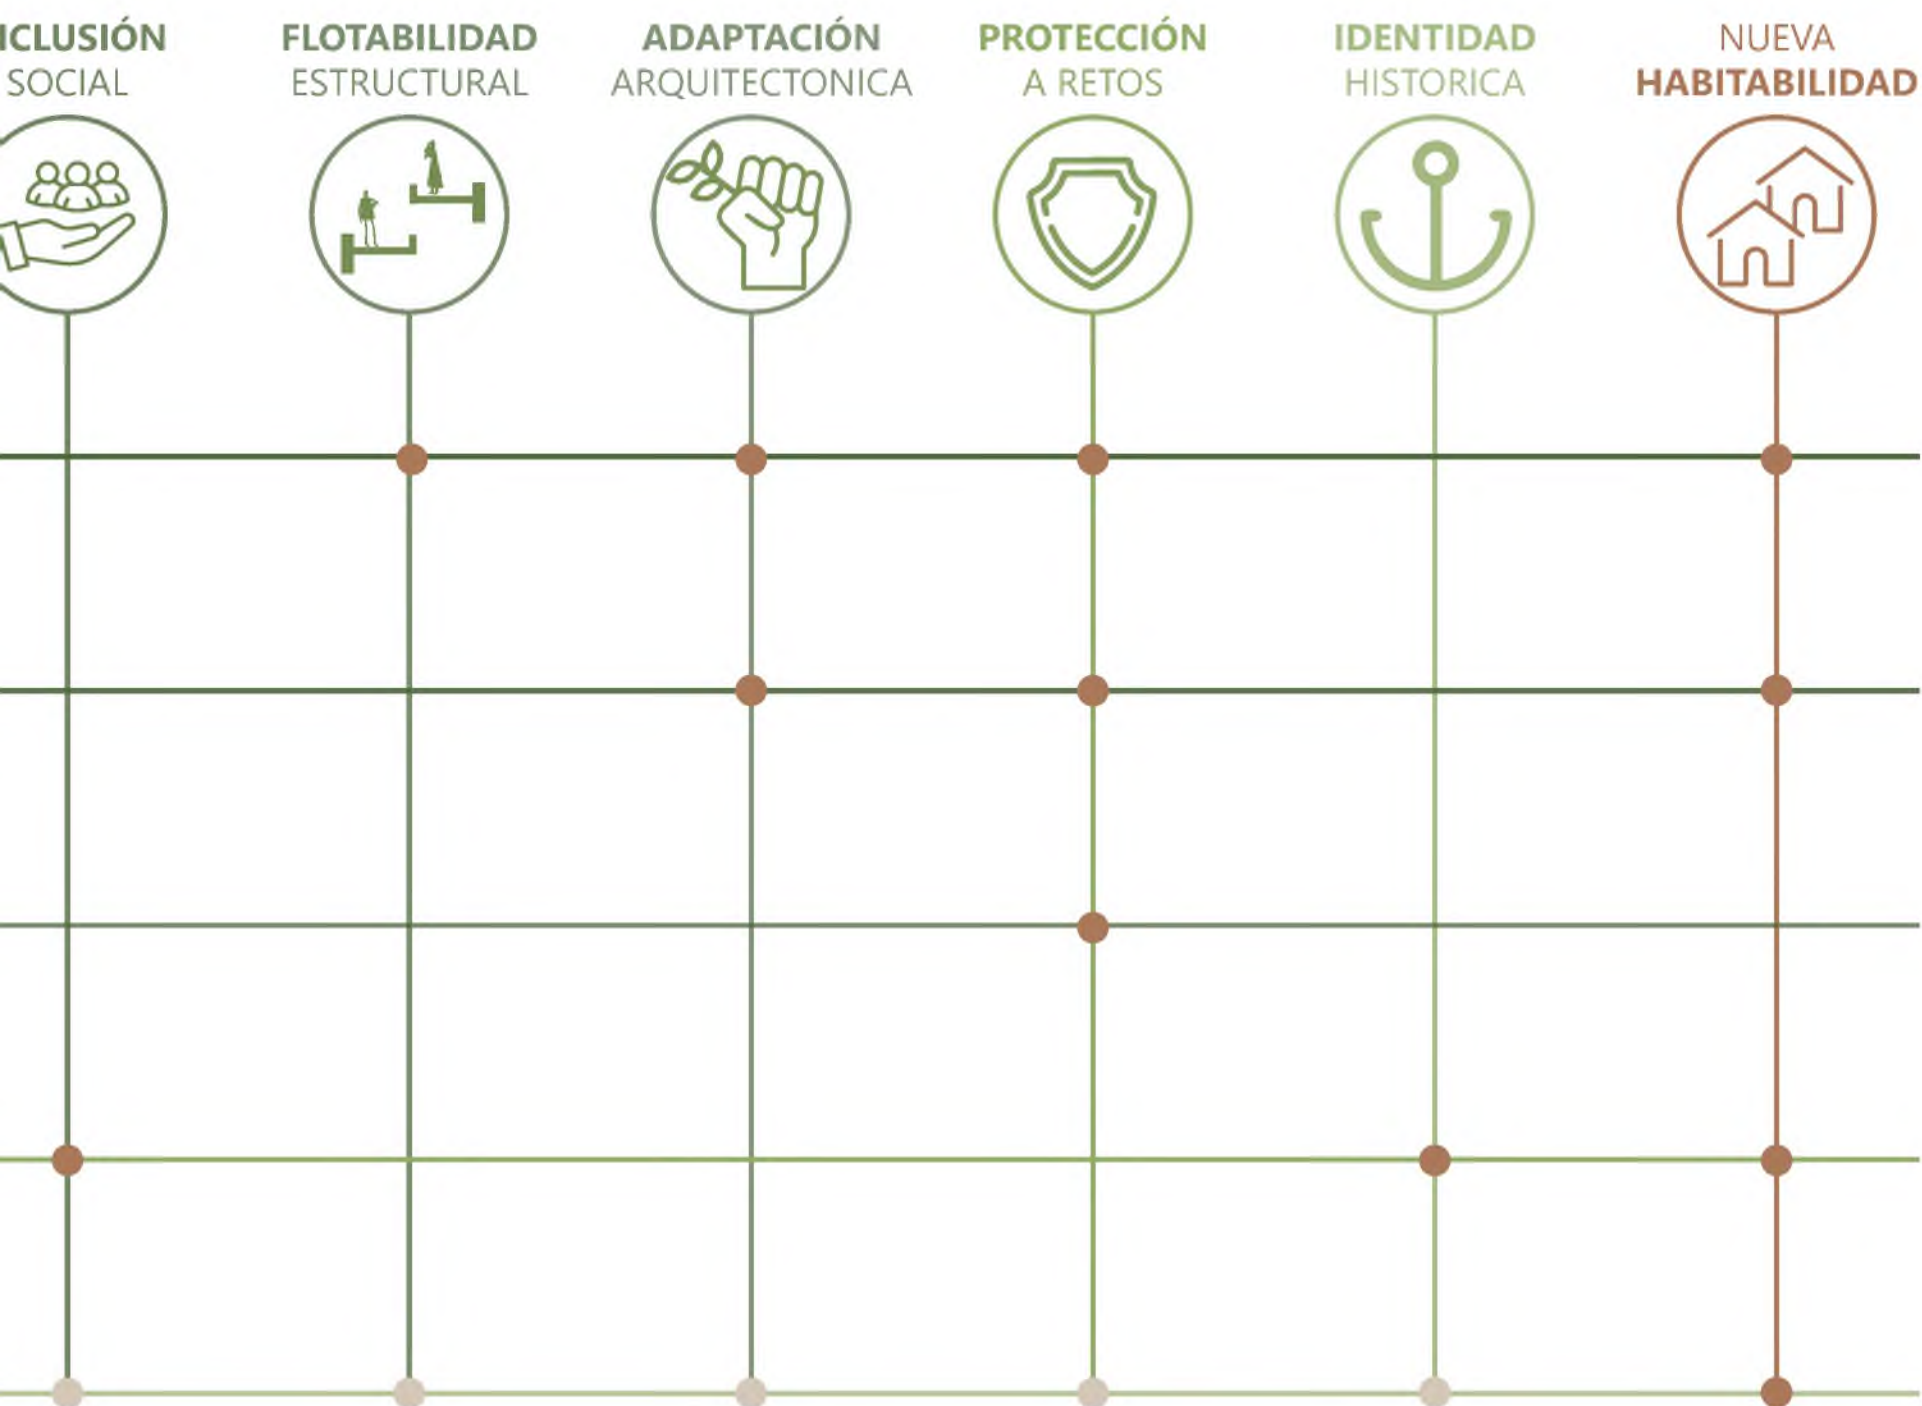 ICLUSIÓN
SOCIAL
FLOTABILIDAD
ESTRUCTURAL
ADAPTACIÓN
ARQUITECTONICA
PROTECCIÓN
A RETOS
IDENTIDAD
HISTORICA
NUEVA
HABITABILIDAD